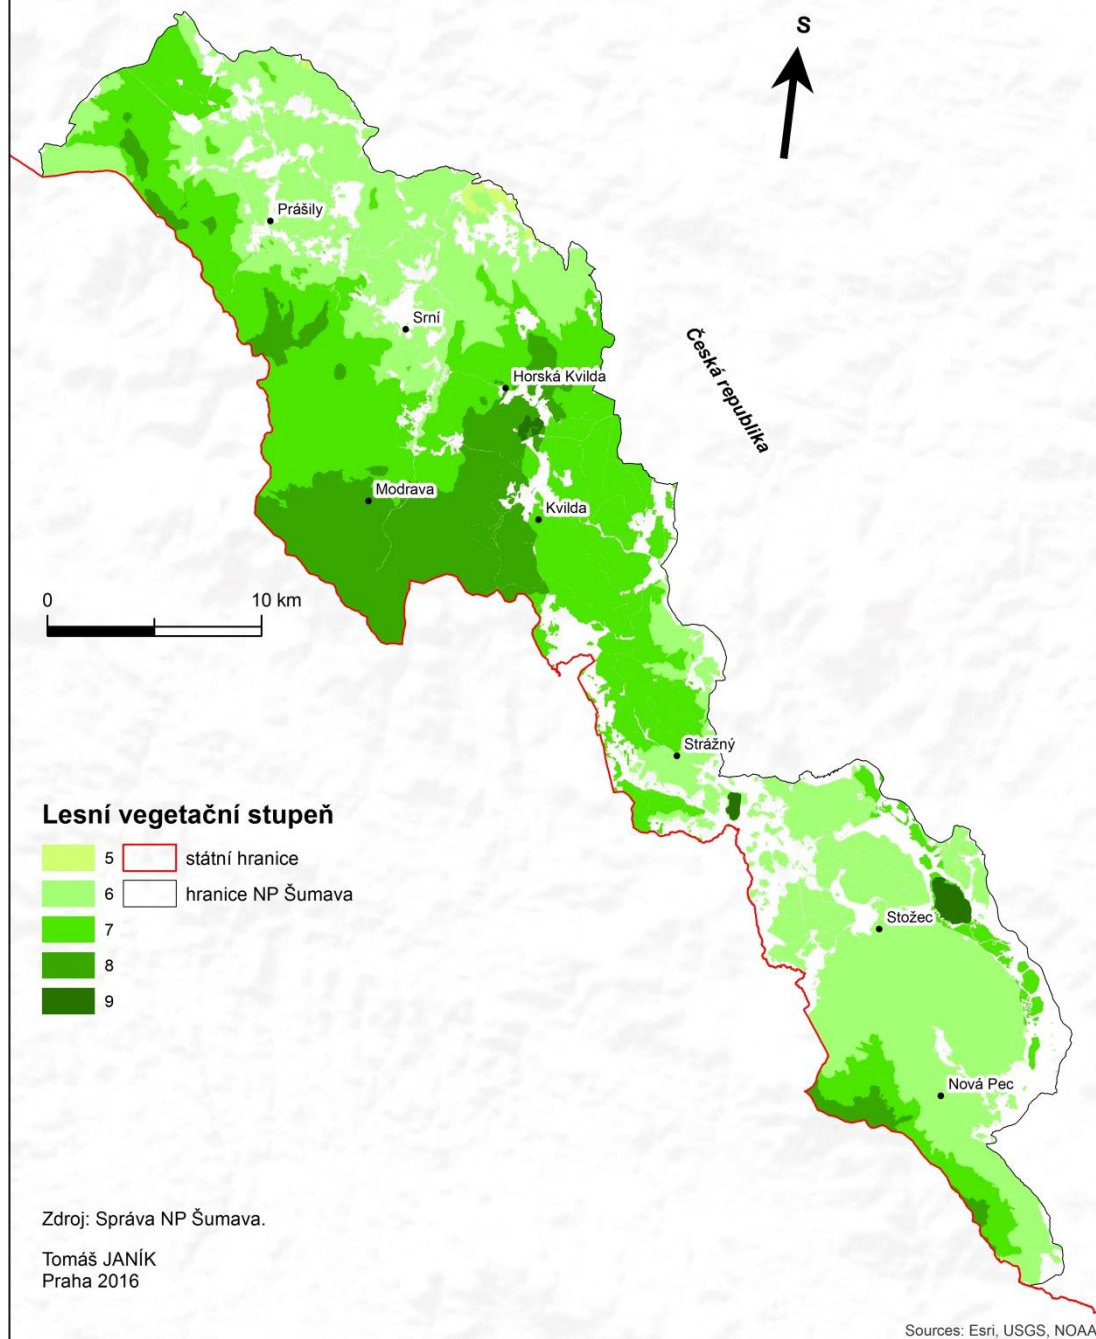 S
Prášily
Srní
Česká republika
Horská Kvilda
Modrava
Kvilda
0 10 km
Strážný
Lesní vegetační stupeň
5 státní hranice
6 hranice NP Šumava
7
8
9
Stožec
Nová Pec
Zdroj: Správa NP Šumava.
Tomáš JANÍK
Praha 2016
Sources: Esri, USGS, NOAA